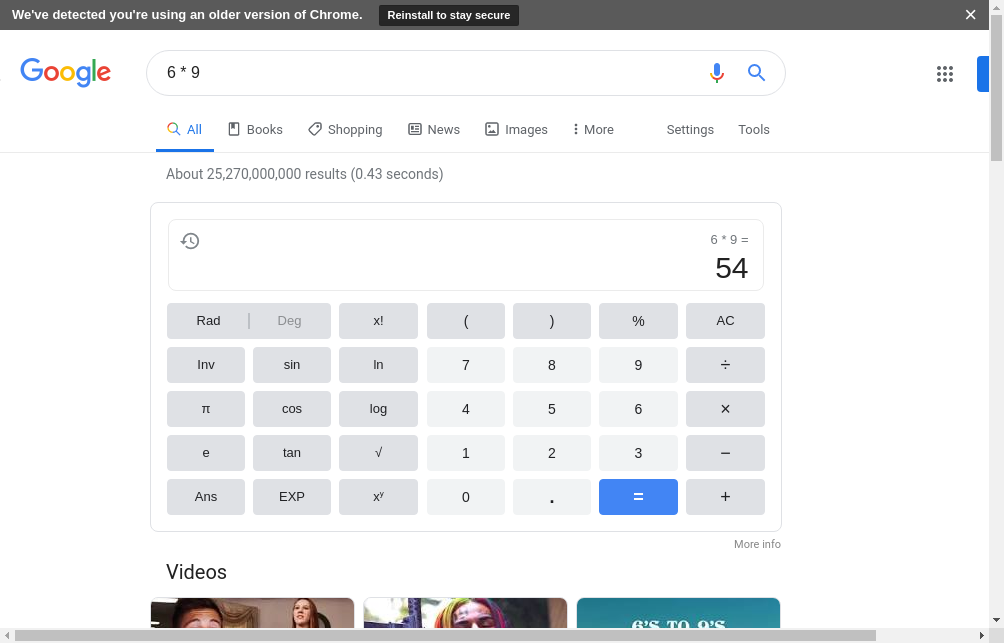 We've detected you're using an older version of Chrome. Reinstall to stay secure
Google 6 * 9
All Books Shopping News Images More Settings Tools
About 25,270,000,000 results (0.43 seconds)
6 * 9 =
54
Rad Deg x! ( ) % AC
Inv sin ln 7 8 9 ÷
π cos log 4 5 6 ×
e tan √ 1 2 3 −
Ans EXP xʸ 0 . = +
More info
Videos
6'S TO 9'S